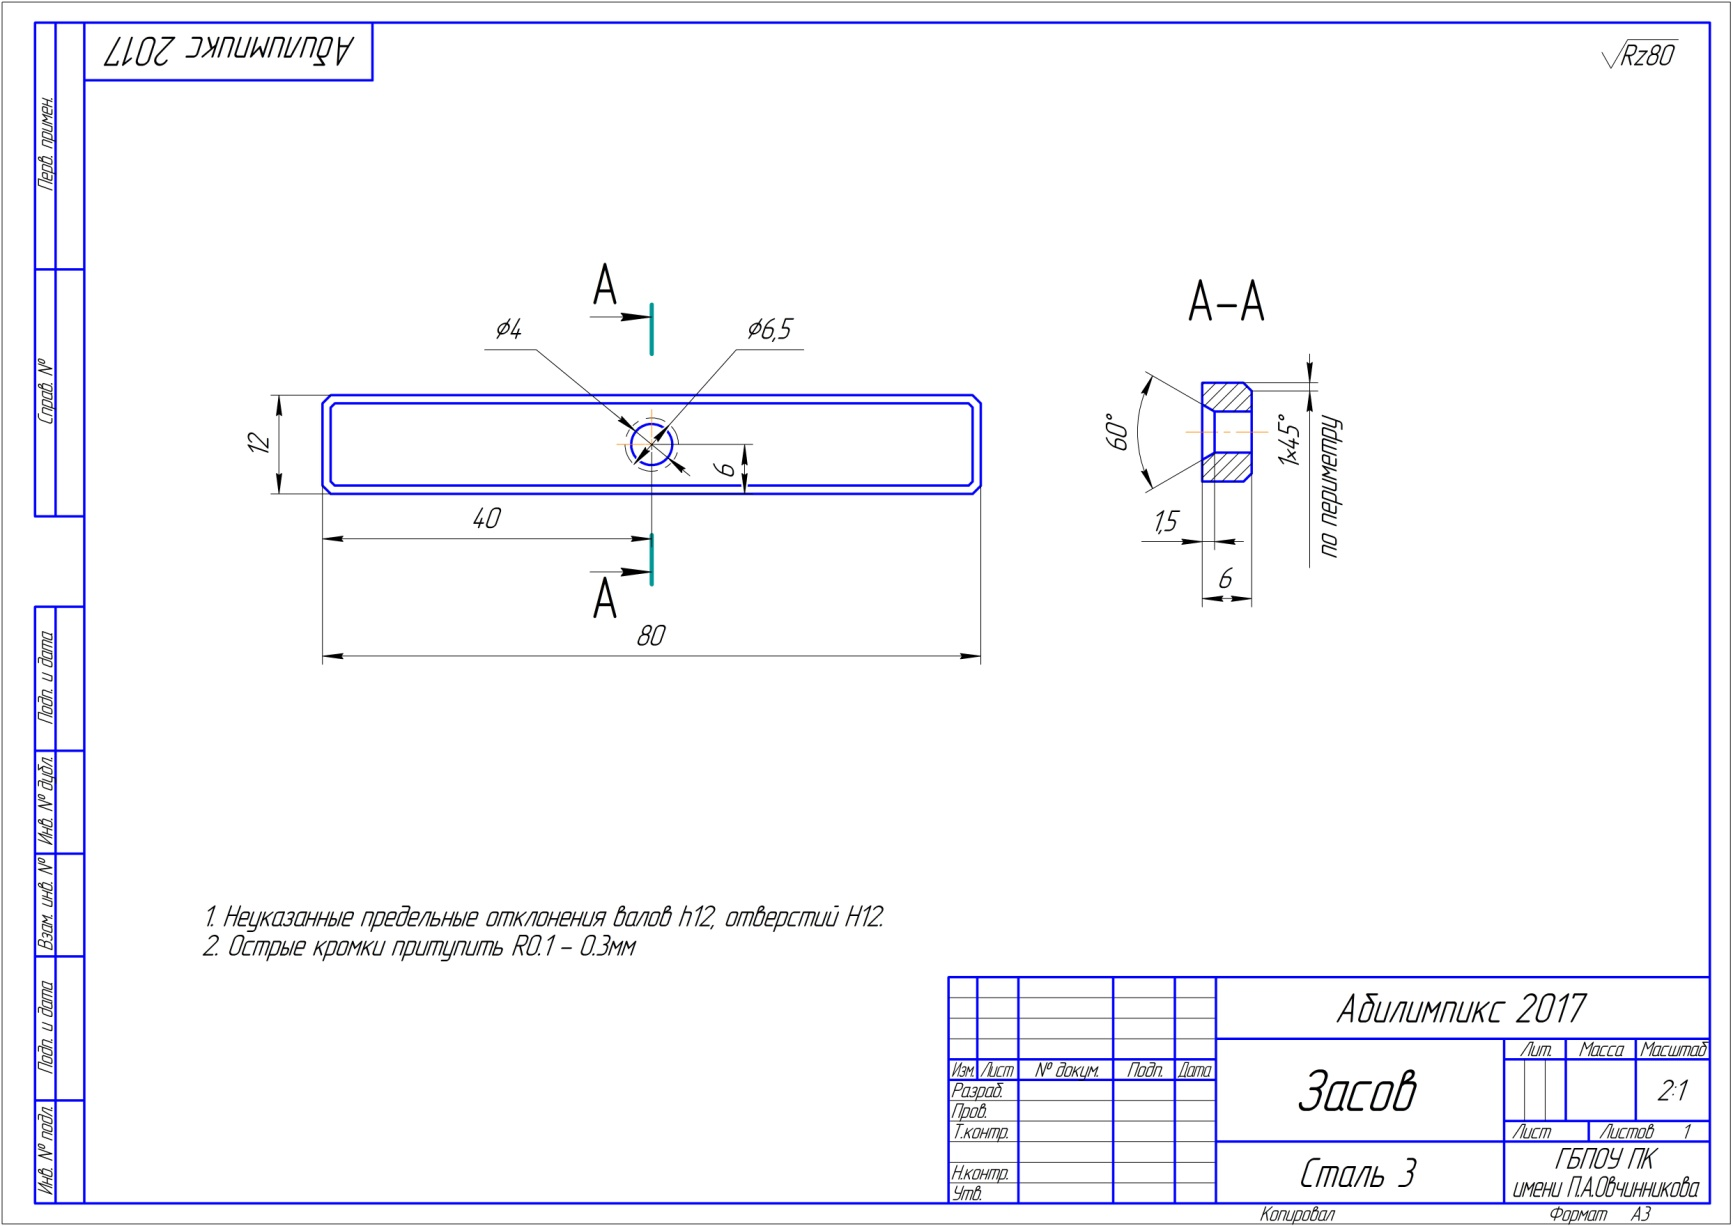 Абилимпикс 2017
Rz80
Перв. примен.
Справ. №
Подп. и дата
Инв. № дубл.
Взам. инв. №
Подп. и дата
Инв. № подл.
А
А-А
⌀4
⌀6,5
12
6
40
А
80
60°
1x45°
по периметру
1,5
6
1. Неуказанные предельные отклонения валов h12, отверстий H12.
2. Острые кромки притупить R0.1 – 0.3мм
Абилимпикс 2017
Изм. Лист № докум. Подп. Дата
Разраб.
Пров.
Т.контр.
Н.контр.
Утв.
Засов
Лит. Масса Масштаб
2:1
Лист Листов 1
Сталь 3
ГБПОУ ПК
имени П.А.Овчинникова
Копировал Формат А3